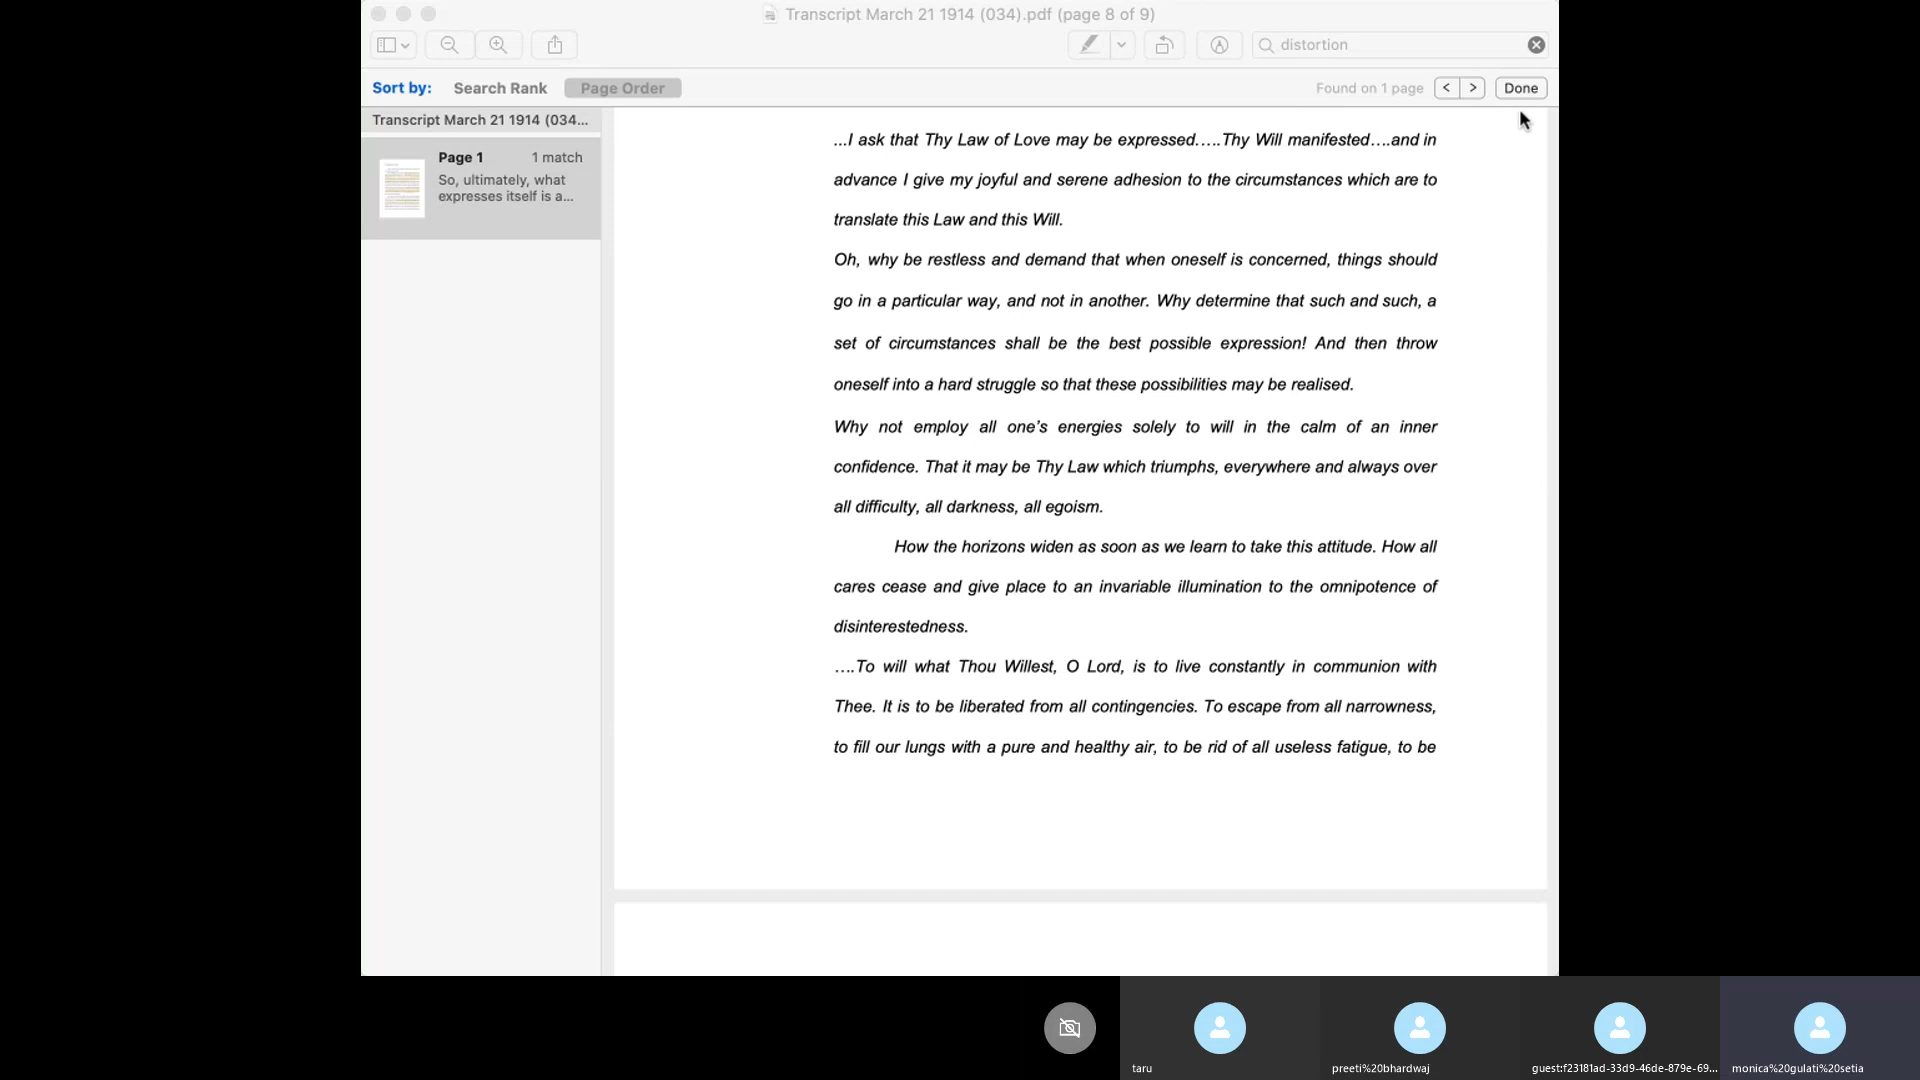 Transcript March 21 1914 (034).pdf (page 8 of 9)
distortion
Sort by: Search Rank Page Order Found on 1 page < > Done
Transcript March 21 1914 (034...
Page 1 1 match
So, ultimately, what
expresses itself is a...
...I ask that Thy Law of Love may be expressed.....Thy Will manifested....and in
advance I give my joyful and serene adhesion to the circumstances which are to
translate this Law and this Will.
Oh, why be restless and demand that when oneself is concerned, things should
go in a particular way, and not in another. Why determine that such and such, a
set of circumstances shall be the best possible expression! And then throw
oneself into a hard struggle so that these possibilities may be realised.
Why not employ all one's energies solely to will in the calm of an inner
confidence. That it may be Thy Law which triumphs, everywhere and always over
all difficulty, all darkness, all egoism.
How the horizons widen as soon as we learn to take this attitude. How all
cares cease and give place to an invariable illumination to the omnipotence of
disinterestedness.
....To will what Thou Willest, O Lord, is to live constantly in communion with
Thee. It is to be liberated from all contingencies. To escape from all narrowness,
to fill our lungs with a pure and healthy air, to be rid of all useless fatigue, to be
taru
preeti%20bhardwaj
guest:f23181ad-33d9-46de-879e-69...
monica%20gulati%20setia